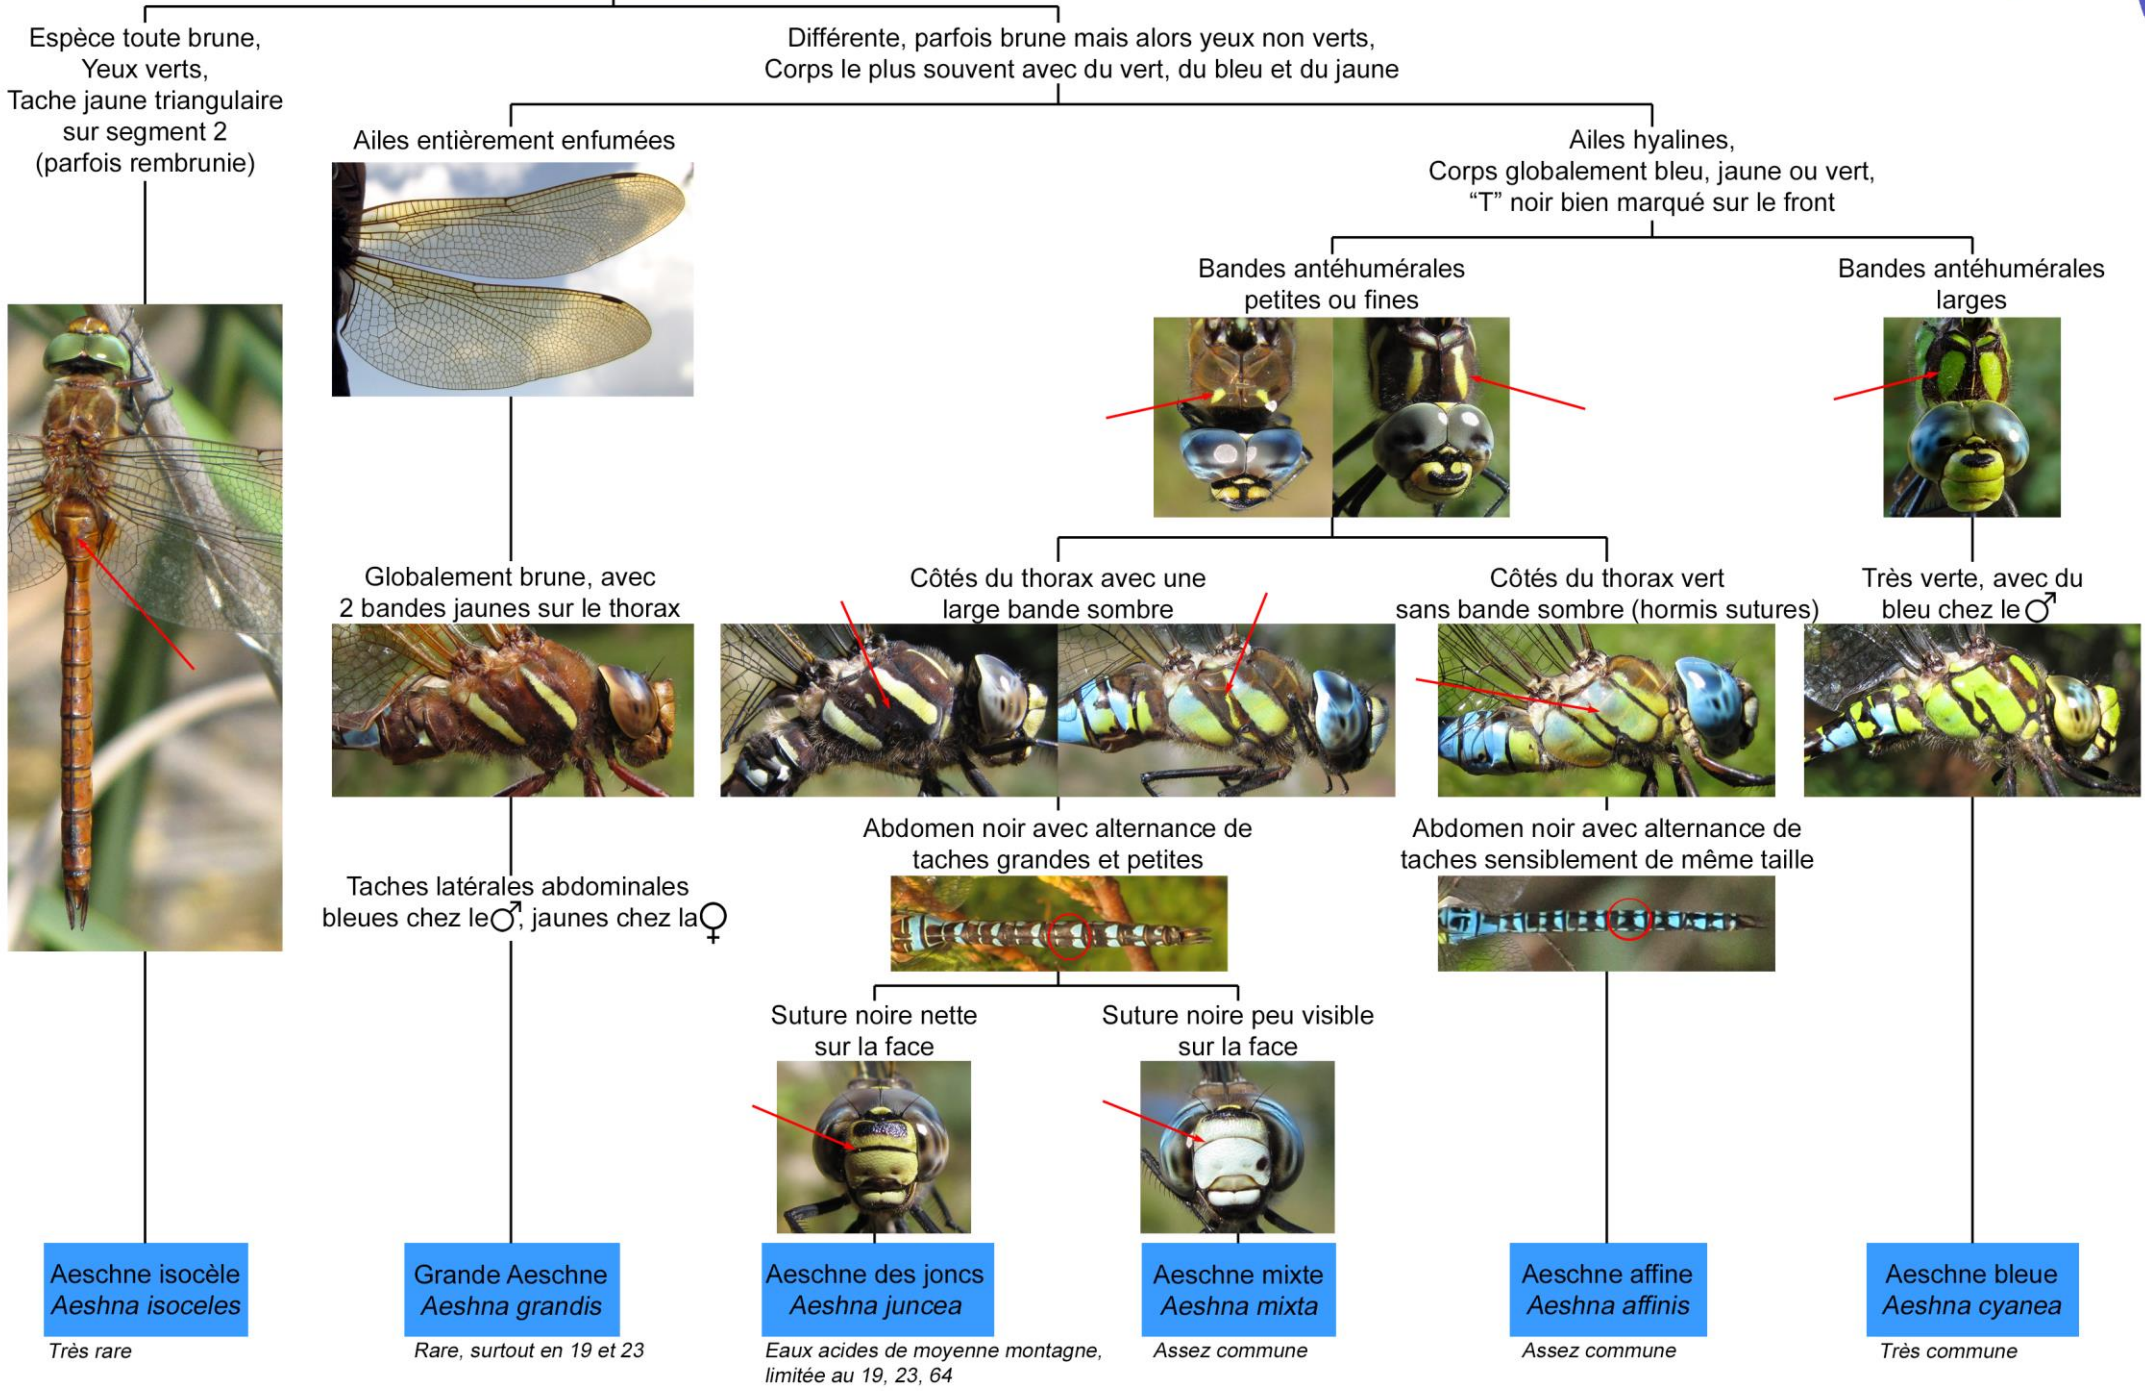 Espèce toute brune,
Yeux verts,
Tache jaune triangulaire
sur segment 2
(parfois rembrunie)
Différente, parfois brune mais alors yeux non verts,
Corps le plus souvent avec du vert, du bleu et du jaune
Ailes entièrement enfumées
Ailes hyalines,
Corps globalement bleu, jaune ou vert,
“T” noir bien marqué sur le front
Bandes antéhumérales
petites ou fines
Bandes antéhumérales
larges
Globalement brune, avec
2 bandes jaunes sur le thorax
Côtés du thorax avec une
large bande sombre
Côtés du thorax vert
sans bande sombre (hormis sutures)
Très verte, avec du
bleu chez le ♂
Taches latérales abdominales
bleues chez le ♂, jaunes chez la ♀
Abdomen noir avec alternance de
taches grandes et petites
Abdomen noir avec alternance de
taches sensiblement de même taille
Suture noire nette
sur la face
Suture noire peu visible
sur la face
Aeschne isocèle
Aeshna isoceles
Très rare
Grande Aeschne
Aeshna grandis
Rare, surtout en 19 et 23
Aeschne des joncs
Aeshna juncea
Eaux acides de moyenne montagne,
limitée au 19, 23, 64
Aeschne mixte
Aeshna mixta
Assez commune
Aeschne affine
Aeshna affinis
Assez commune
Aeschne bleue
Aeshna cyanea
Très commune